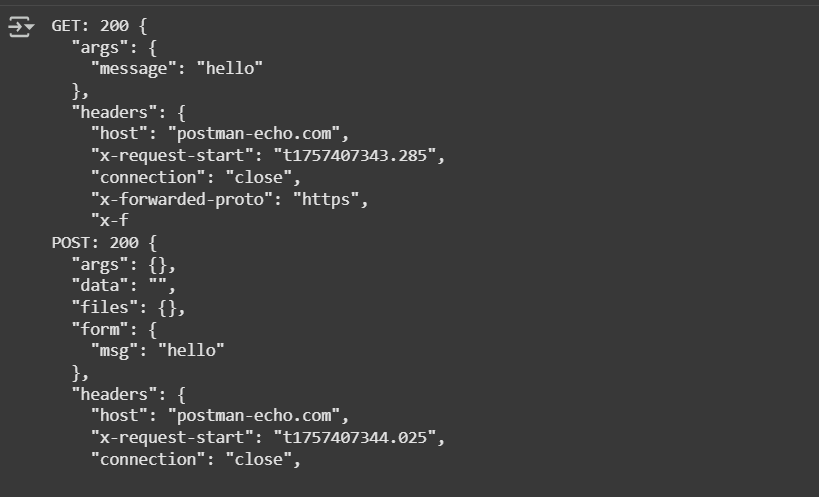 GET: 200 {
  "args": {
    "message": "hello"
  },
  "headers": {
    "host": "postman-echo.com",
    "x-request-start": "t1757407343.285",
    "connection": "close",
    "x-forwarded-proto": "https",
    "x-f
POST: 200 {
  "args": {},
  "data": "",
  "files": {},
  "form": {
    "msg": "hello"
  },
  "headers": {
    "host": "postman-echo.com",
    "x-request-start": "t1757407344.025",
    "connection": "close",